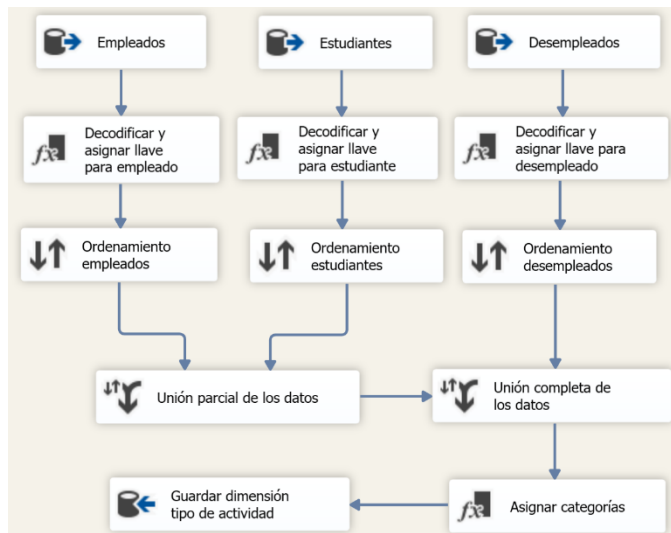 Empleados
Estudiantes
Desempleados
Decodificar y
asignar llave
para empleado
Decodificar y
asignar llave
para estudiante
Decodificar y
asignar llave para
desempleado
Ordenamiento
empleados
Ordenamiento
estudiantes
Ordenamiento
desempleados
Unión parcial de los datos
Unión completa de
los datos
Guardar dimensión
tipo de actividad
Asignar categorías